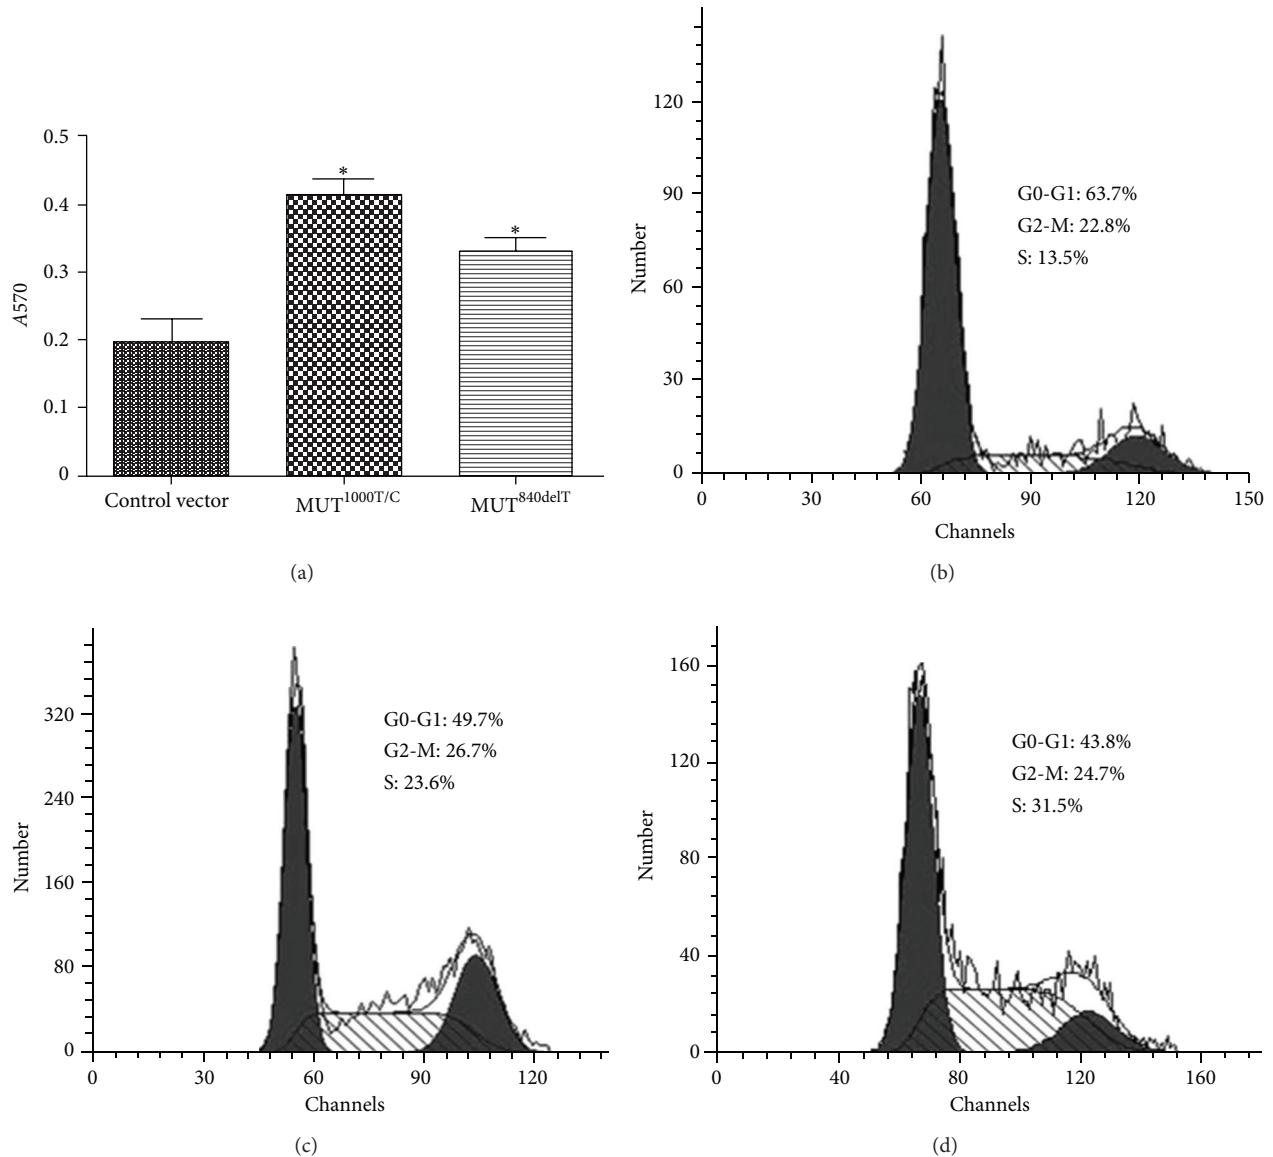 0.5
0.4
0.3
0.2
0.1
0
A570
*
*
Control vector
MUT1000T/C
MUT840delT
(a)
120
90
60
30
0
Number
G0-G1: 63.7%
G2-M: 22.8%
S: 13.5%
0 30 60 90 120 150
Channels
(b)
320
240
160
80
0
Number
G0-G1: 49.7%
G2-M: 26.7%
S: 23.6%
0 30 60 90 120
Channels
(c)
160
120
80
40
0
Number
G0-G1: 43.8%
G2-M: 24.7%
S: 31.5%
0 40 80 120 160
Channels
(d)